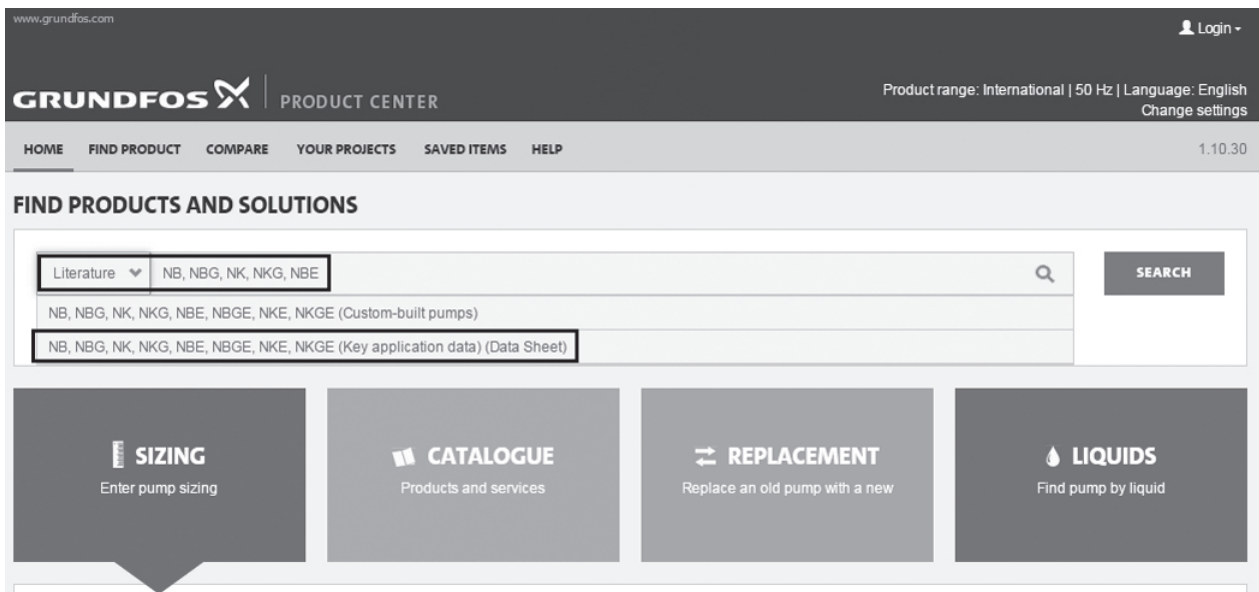 www.grundfos.com
Login
GRUNDFOS
PRODUCT CENTER
Product range: International | 50 Hz | Language: English
Change settings
HOME FIND PRODUCT COMPARE YOUR PROJECTS SAVED ITEMS HELP 1.10.30
FIND PRODUCTS AND SOLUTIONS
Literature NB, NBG, NK, NKG, NBE SEARCH
NB, NBG, NK, NKG, NBE, NBGE, NKE, NKGE (Custom-built pumps)
NB, NBG, NK, NKG, NBE, NBGE, NKE, NKGE (Key application data) (Data Sheet)
SIZING
Enter pump sizing
CATALOGUE
Products and services
REPLACEMENT
Replace an old pump with a new
LIQUIDS
Find pump by liquid